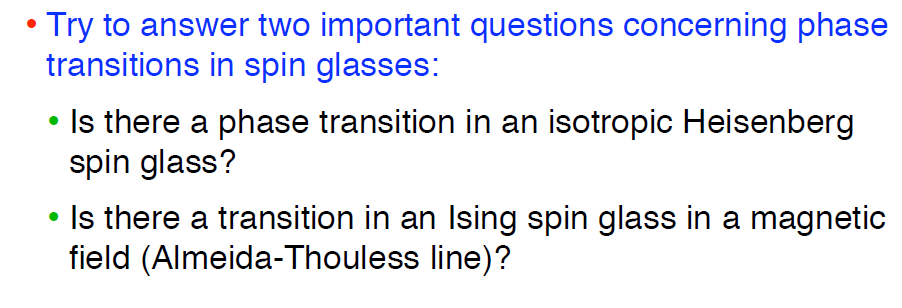 • Try to answer two important questions concerning phase
transitions in spin glasses:
• Is there a phase transition in an isotropic Heisenberg
spin glass?
• Is there a transition in an Ising spin glass in a magnetic
field (Almeida-Thouless line)?